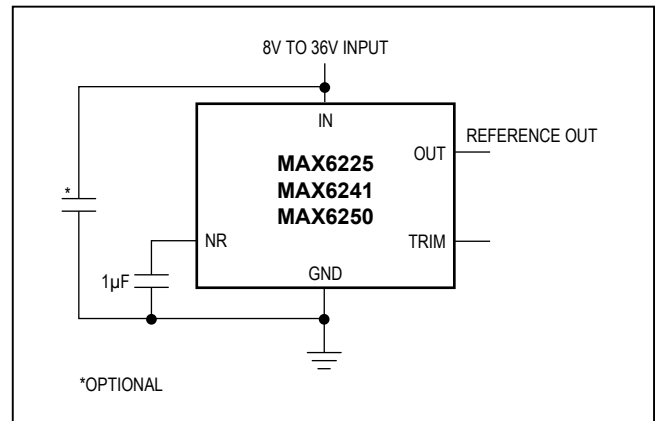 8V TO 36V INPUT
IN
OUT
REFERENCE OUT
MAX6225
MAX6241
MAX6250
*
NR
TRIM
1µF
GND
*OPTIONAL